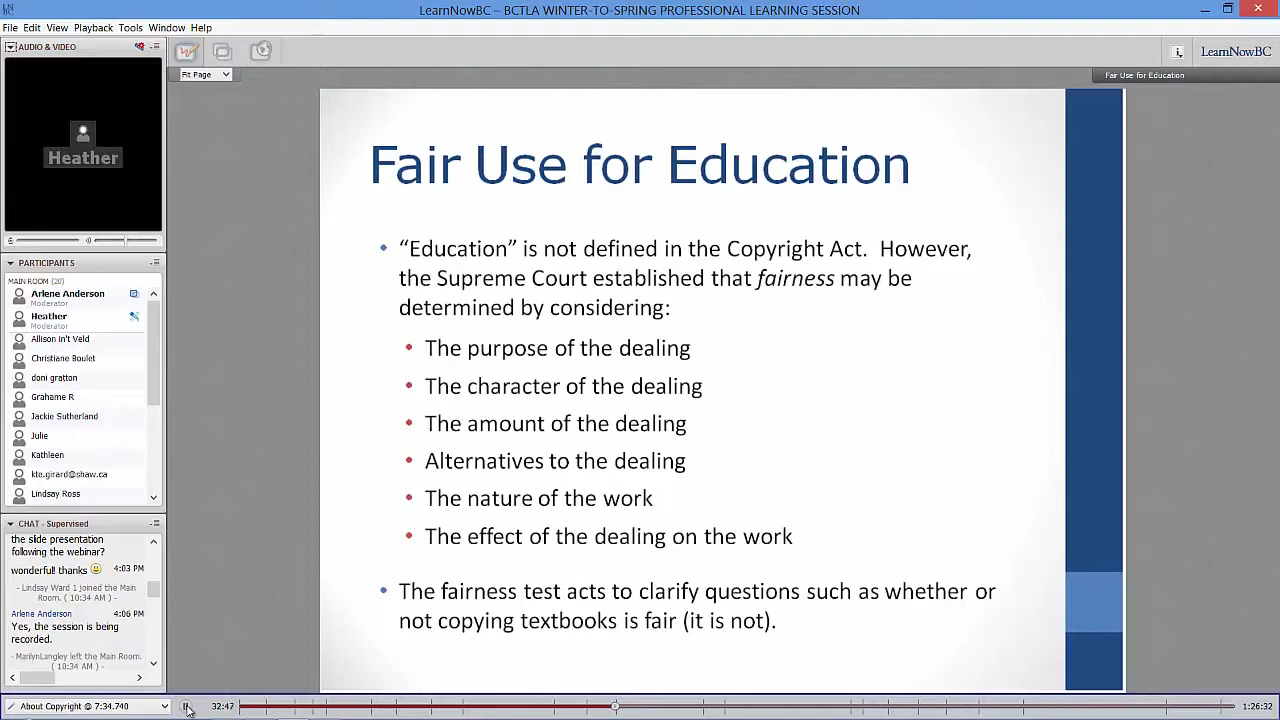 LearnNowBC – BCTLA WINTER-TO-SPRING PROFESSIONAL LEARNING SESSION
File Edit View Playback Tools Window Help
AUDIO & VIDEO
LearnNowBC
Fit Page
Fair Use for Education
Heather
Fair Use for Education
• “Education” is not defined in the Copyright Act. However,
the Supreme Court established that fairness may be
determined by considering:
• The purpose of the dealing
• The character of the dealing
• The amount of the dealing
• Alternatives to the dealing
• The nature of the work
• The effect of the dealing on the work
• The fairness test acts to clarify questions such as whether or
not copying textbooks is fair (it is not).
PARTICIPANTS
MAIN ROOM (20)
Arlene Anderson
Moderator
Heather
Moderator
Allison in't Veld
Christiane Boulet
doni gratton
Grahame R
Jackie Sutherland
Julie
Kathleen
kte.girard@shaw.ca
Lindsay Ross
CHAT - Supervised
the slide presentation
following the webinar?
wonderful! thanks 4:03 PM
- Lindsay Ward 1 joined the Main
Room. ( 10:34 AM ) -
Arlene Anderson 4:06 PM
Yes, the session is being
recorded.
- MarilynLangley left the Main Room.
( 10:34 AM ) -
About Copyright @ 7:34.740
32:47
1:26:32